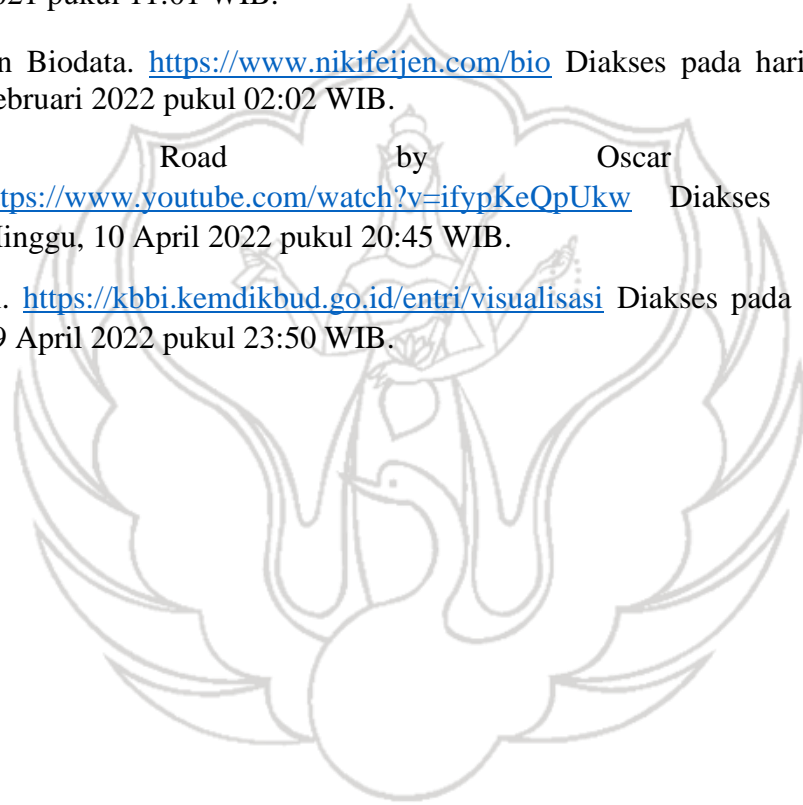 021 pukul 11:01 WIB.
n Biodata. https://www.nikifeijen.com/bio Diakses pada hari
ebruari 2022 pukul 02:02 WIB.
Road by Oscar
tps://www.youtube.com/watch?v=ifypKeQpUkw Diakses
inggu, 10 April 2022 pukul 20:45 WIB.
. https://kbbi.kemdikbud.go.id/entri/visualisasi Diakses pada
9 April 2022 pukul 23:50 WIB.